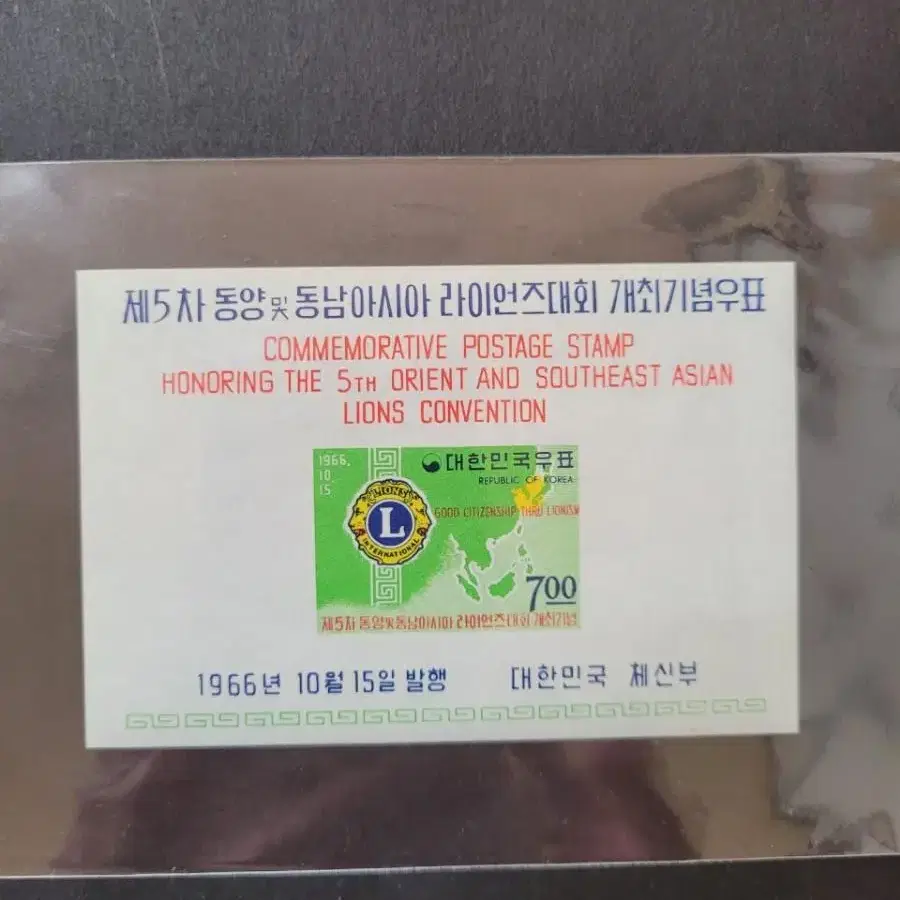 제5차 동양및동남아시아 라이언즈대회 개최기념우표
COMMEMORATIVE POSTAGE STAMP
HONORING THE 5TH ORIENT AND SOUTHEAST ASIAN
LIONS CONVENTION
1966.
10
15
대한민국우표
REPUBLIC OF KOREA
GOOD CITIZENSHIP THRU LIONISM
LIONS
L
INTERNATIONAL
7.00
제5차 동양및동남아시아 라이언즈대회 개최기념
1966년 10월 15일 발행 대한민국 체신부